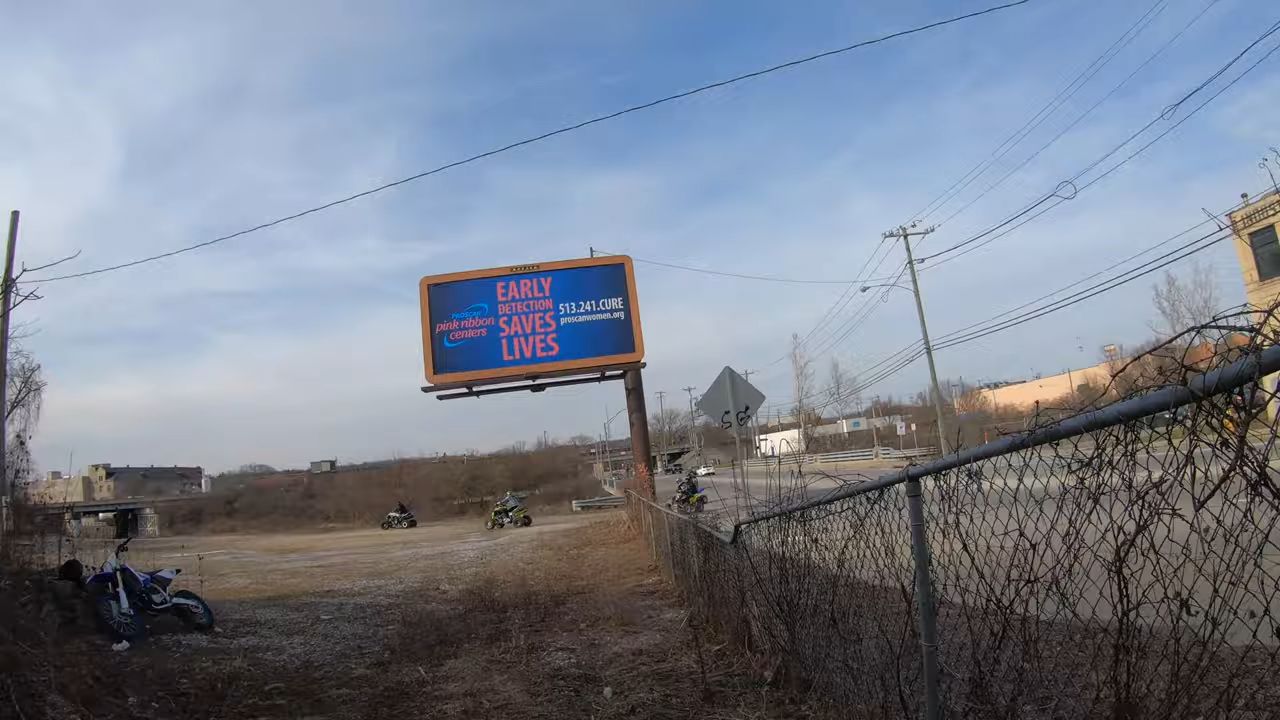 PROSCAN
pink ribbon
centers
EARLY
DETECTION
SAVES
LIVES
513.241.CURE
proscanwomen.org